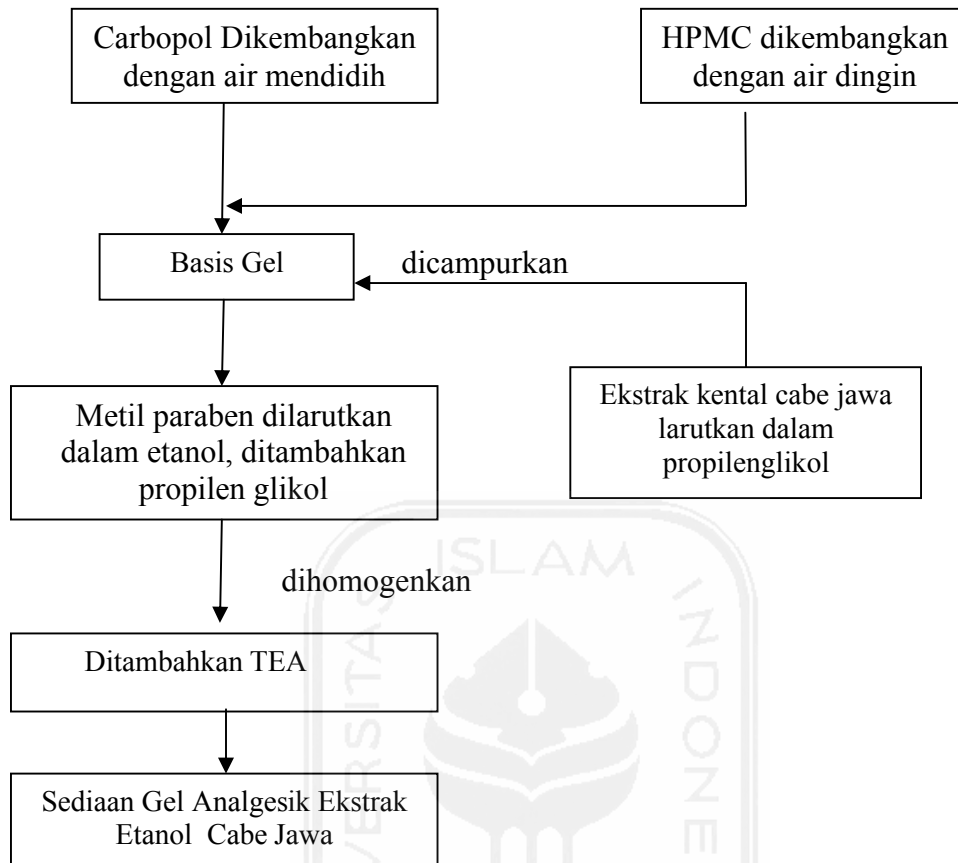 Carbopol Dikembangkan
dengan air mendidih
HPMC dikembangkan
dengan air dingin
Basis Gel
dicampurkan
Metil paraben dilarutkan
dalam etanol, ditambahkan
propilen glikol
Ekstrak kental cabe jawa
larutkan dalam
propilenglikol
dihomogenkan
Ditambahkan TEA
Sediaan Gel Analgesik Ekstrak
Etanol Cabe Jawa
ISLAM